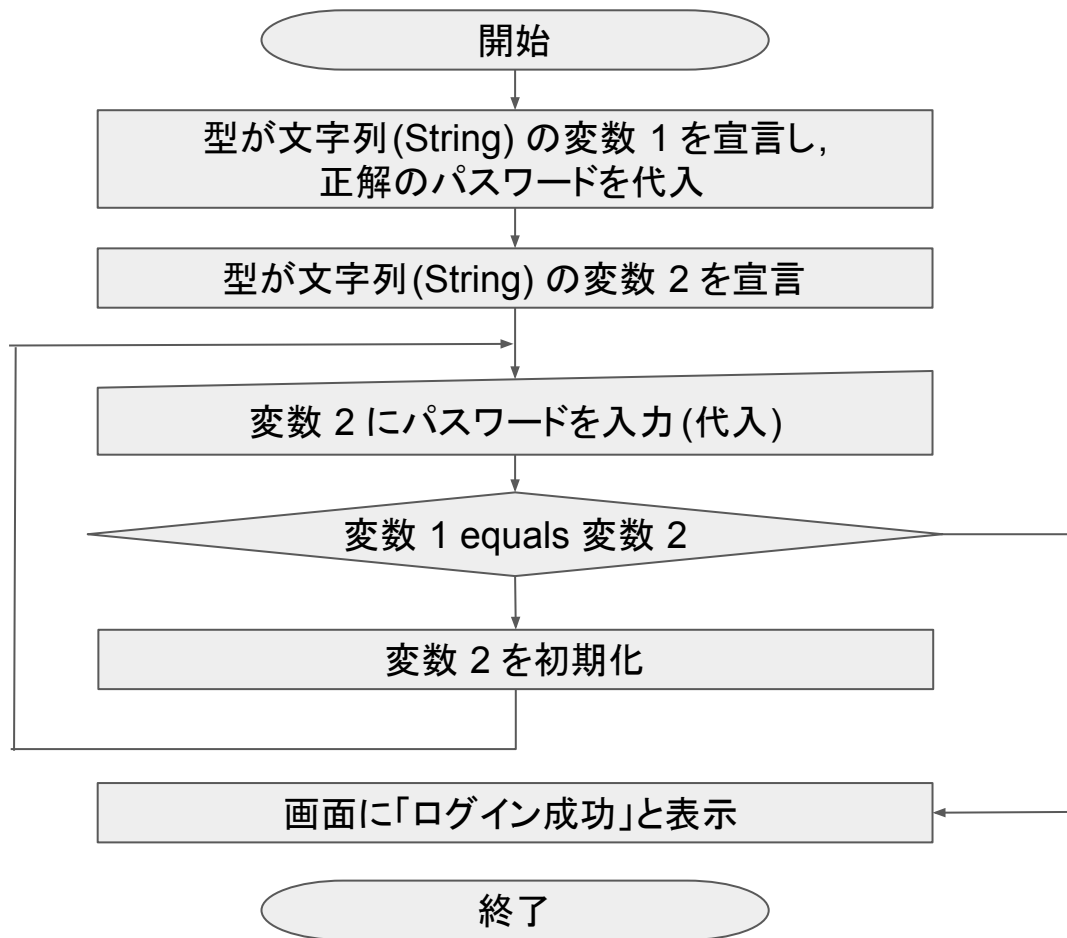 開始
型が文字列(String) の変数 1 を宣言し,
正解のパスワードを代入
型が文字列(String) の変数 2 を宣言
変数 2 にパスワードを入力(代入)
変数 1 equals 変数 2
変数 2 を初期化
画面に「ログイン成功」と表示
終了